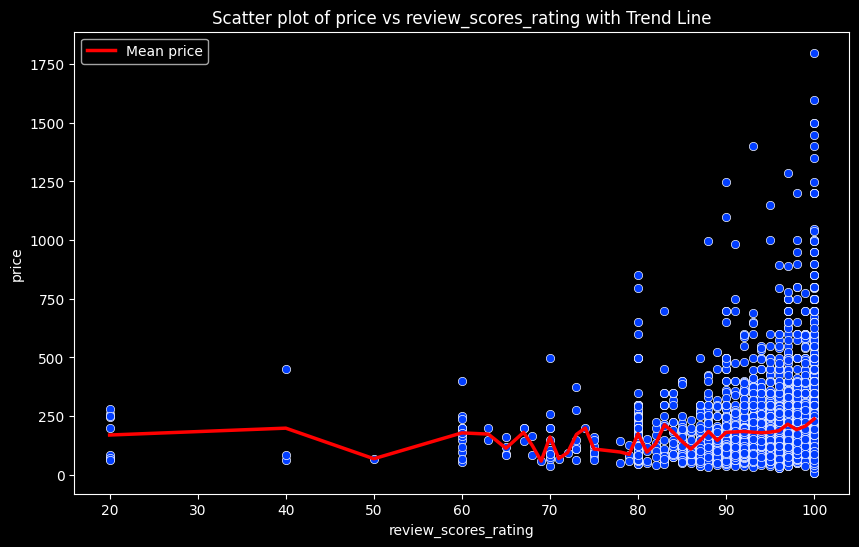 Scatter plot of price vs review_scores_rating with Trend Line
Mean price
1750
1500
1250
1000
750
500
250
0
price
20 30 40 50 60 70 80 90 100
review_scores_rating